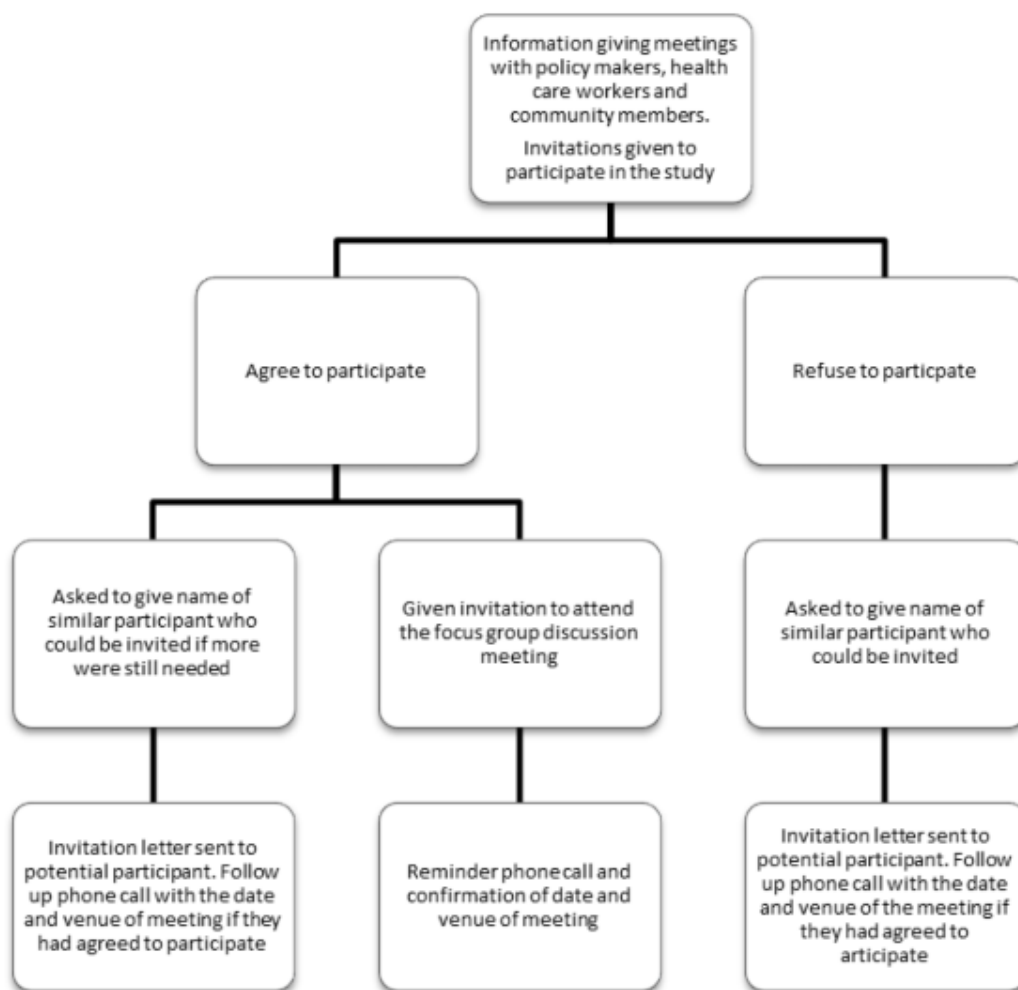 Information giving meetings
with policy makers, health
care workers and
community members.
Invitations given to
participate in the study
Agree to participate
Refuse to particpate
Asked to give name of
similar participant who
could be invited if more
were still needed
Given invitation to attend
the focus group discussion
meeting
Asked to give name of
similar participant who
could be invited
Invitation letter sent to
potential participant. Follow
up phone call with the date
and venue of meeting if they
had agreed to participate
Reminder phone call and
confirmation of date and
venue of meeting
Invitation letter sent to
potential participant. Follow
up phone call with the date
and venue of the meeting if
they had agreed to
articipate